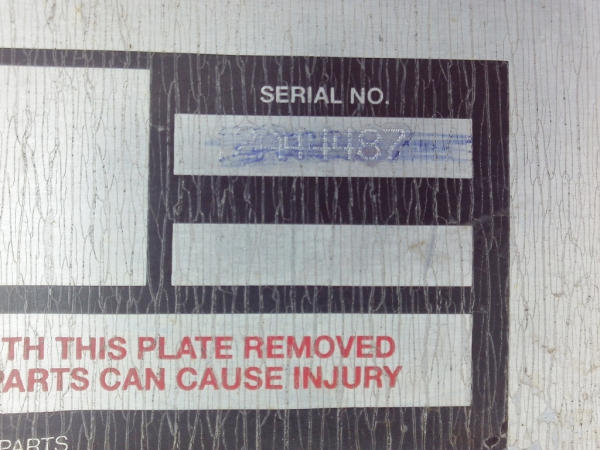 SERIAL NO.
TH THIS PLATE REMOVED
PARTS CAN CAUSE INJURY
PARTS